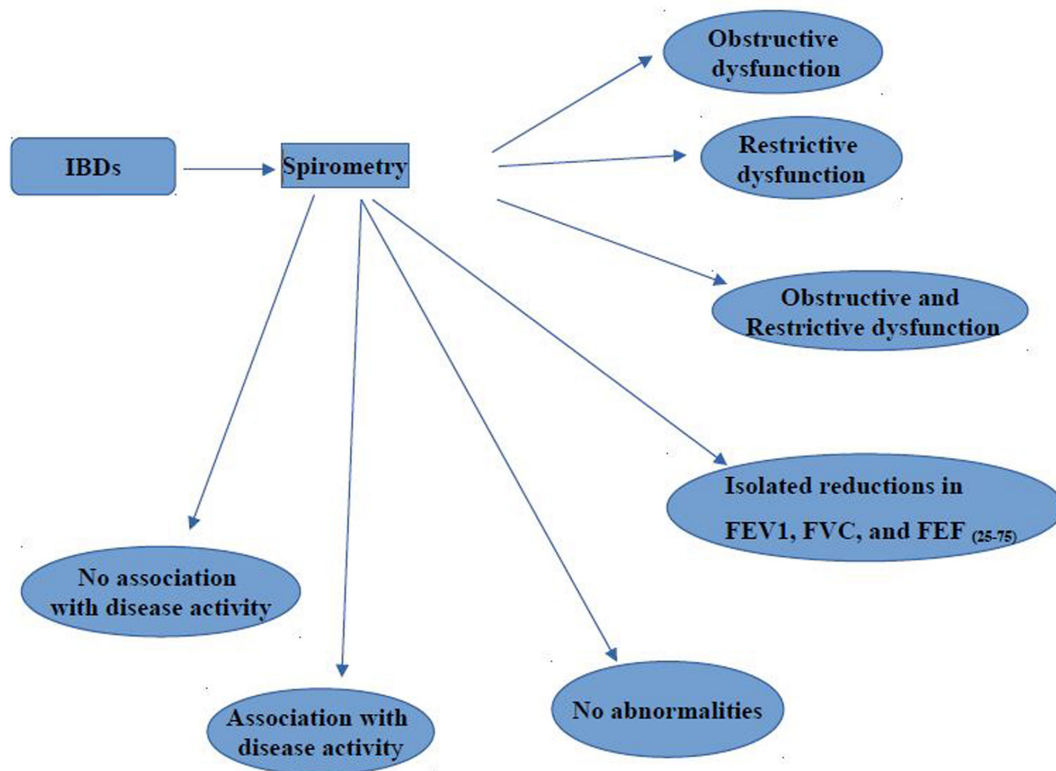 Obstructive
dysfunction
Restrictive
dysfunction
IBDs
Spirometry
Obstructive and
Restrictive dysfunction
Isolated reductions in
FEV1, FVC, and FEF (25-75)
No association
with disease activity
Association with
disease activity
No abnormalities